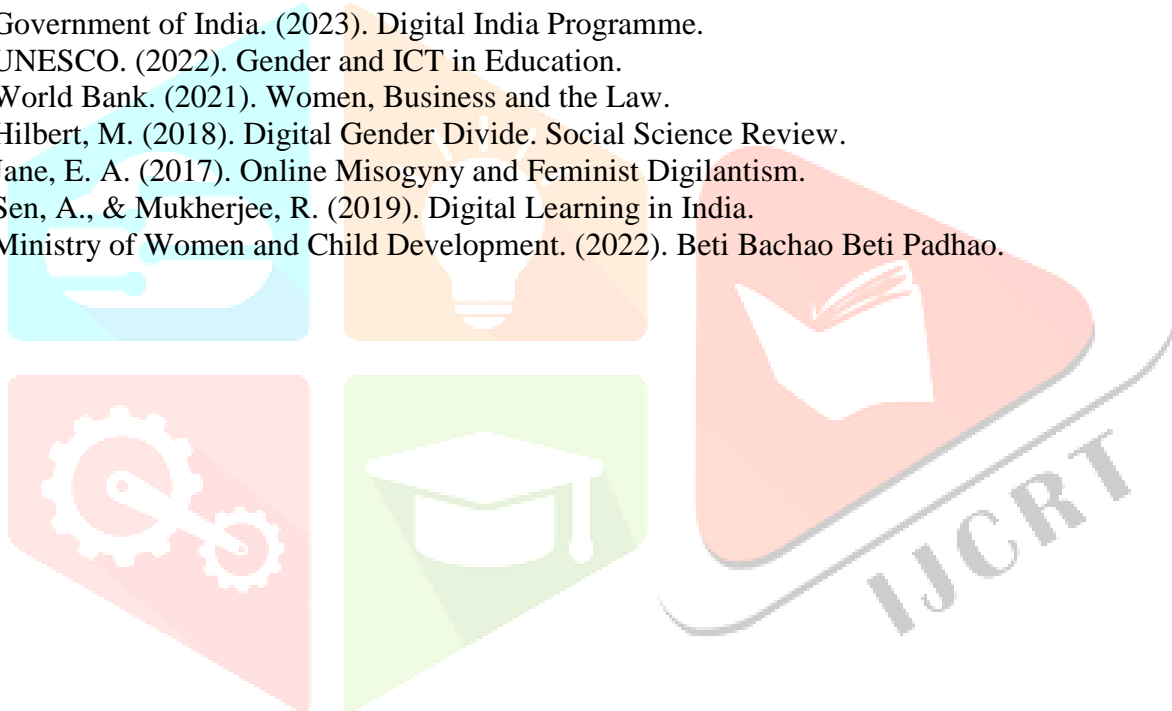 Government of India. (2023). Digital India Programme.
UNESCO. (2022). Gender and ICT in Education.
World Bank. (2021). Women, Business and the Law.
Hilbert, M. (2018). Digital Gender Divide. Social Science Review.
Jane, E. A. (2017). Online Misogyny and Feminist Digilantism.
Sen, A., & Mukherjee, R. (2019). Digital Learning in India.
Ministry of Women and Child Development. (2022). Beti Bachao Beti Padhao.
IJCRT